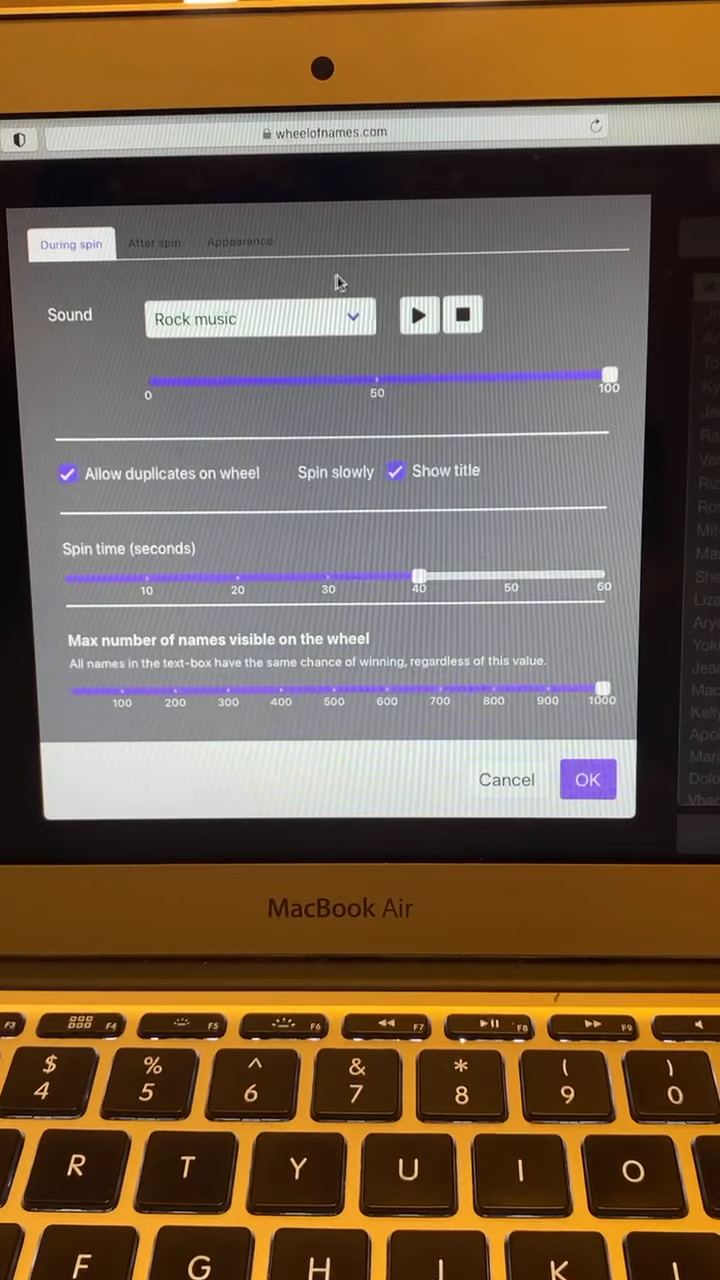 wheelofnames.com
During spin After spin Appearance
Sound Rock music
0 50 100
Allow duplicates on wheel Spin slowly Show title
Spin time (seconds)
10 20 30 40 50 60
Max number of names visible on the wheel
All names in the text-box have the same chance of winning, regardless of this value.
100 200 300 400 500 600 700 800 900 1000
Cancel OK
MacBook Air
F3 F4 F5 F6 F7 F8 F9
$ % ^ & * ( )
4 5 6 7 8 9 0
R T Y U I O
F G H J K